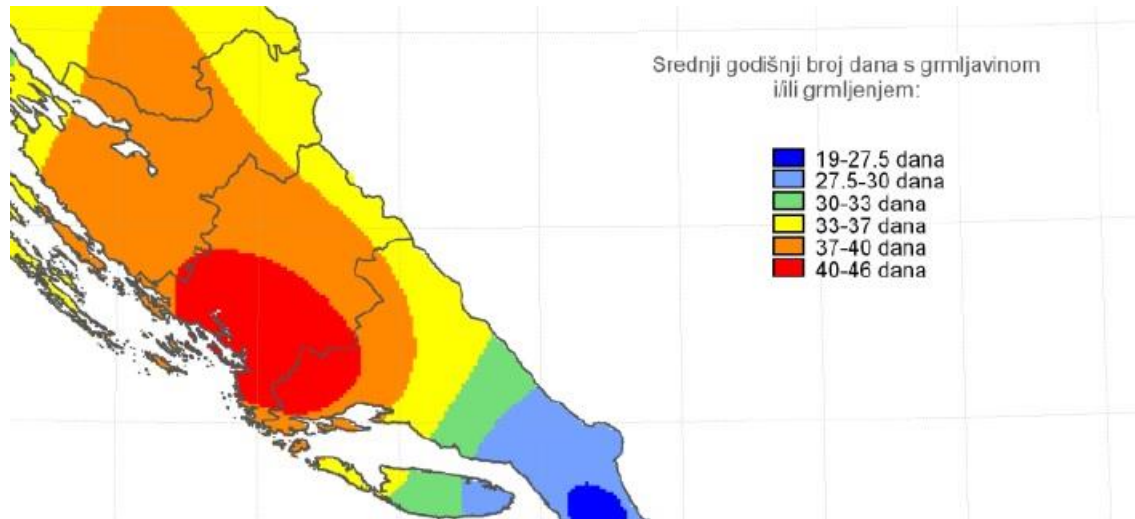 Srednji godišnji broj dana s grmljavinom
i/ili grmljenjem:
19-27.5 dana
27.5-30 dana
30-33 dana
33-37 dana
37-40 dana
40-46 dana